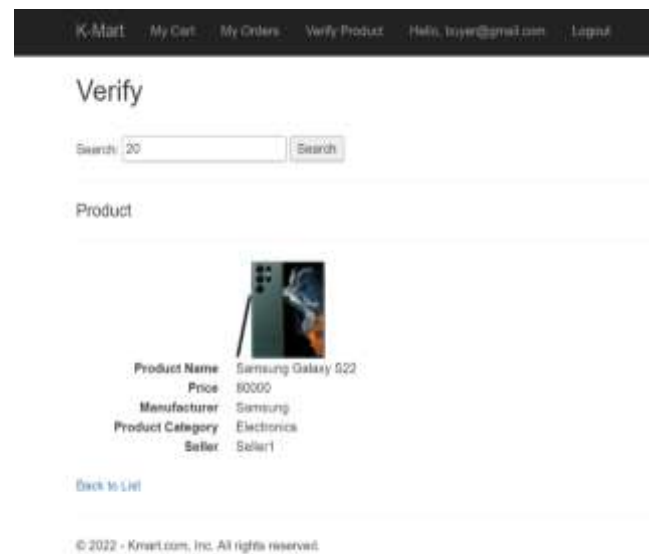 K-Mart My Cart My Orders Verify Product Hello, buyer@gmail.com Logout
Verify
Search: 20 Search
Product
Product Name Samsung Galaxy S22
Price 80000
Manufacturer Samsung
Product Category Electronics
Seller Seller1
Back to List
© 2022 - Kmart.com, Inc. All rights reserved.